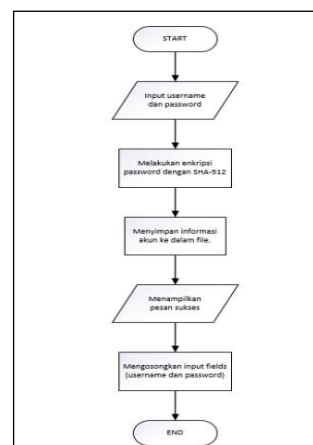 START
Input username
dan password
Melakukan enkripsi
password dengan SHA-512
Menyimpan informasi
akun ke dalam file.
Menampilkan
pesan sukses
Mengosongkan input fields
(username dan password)
END